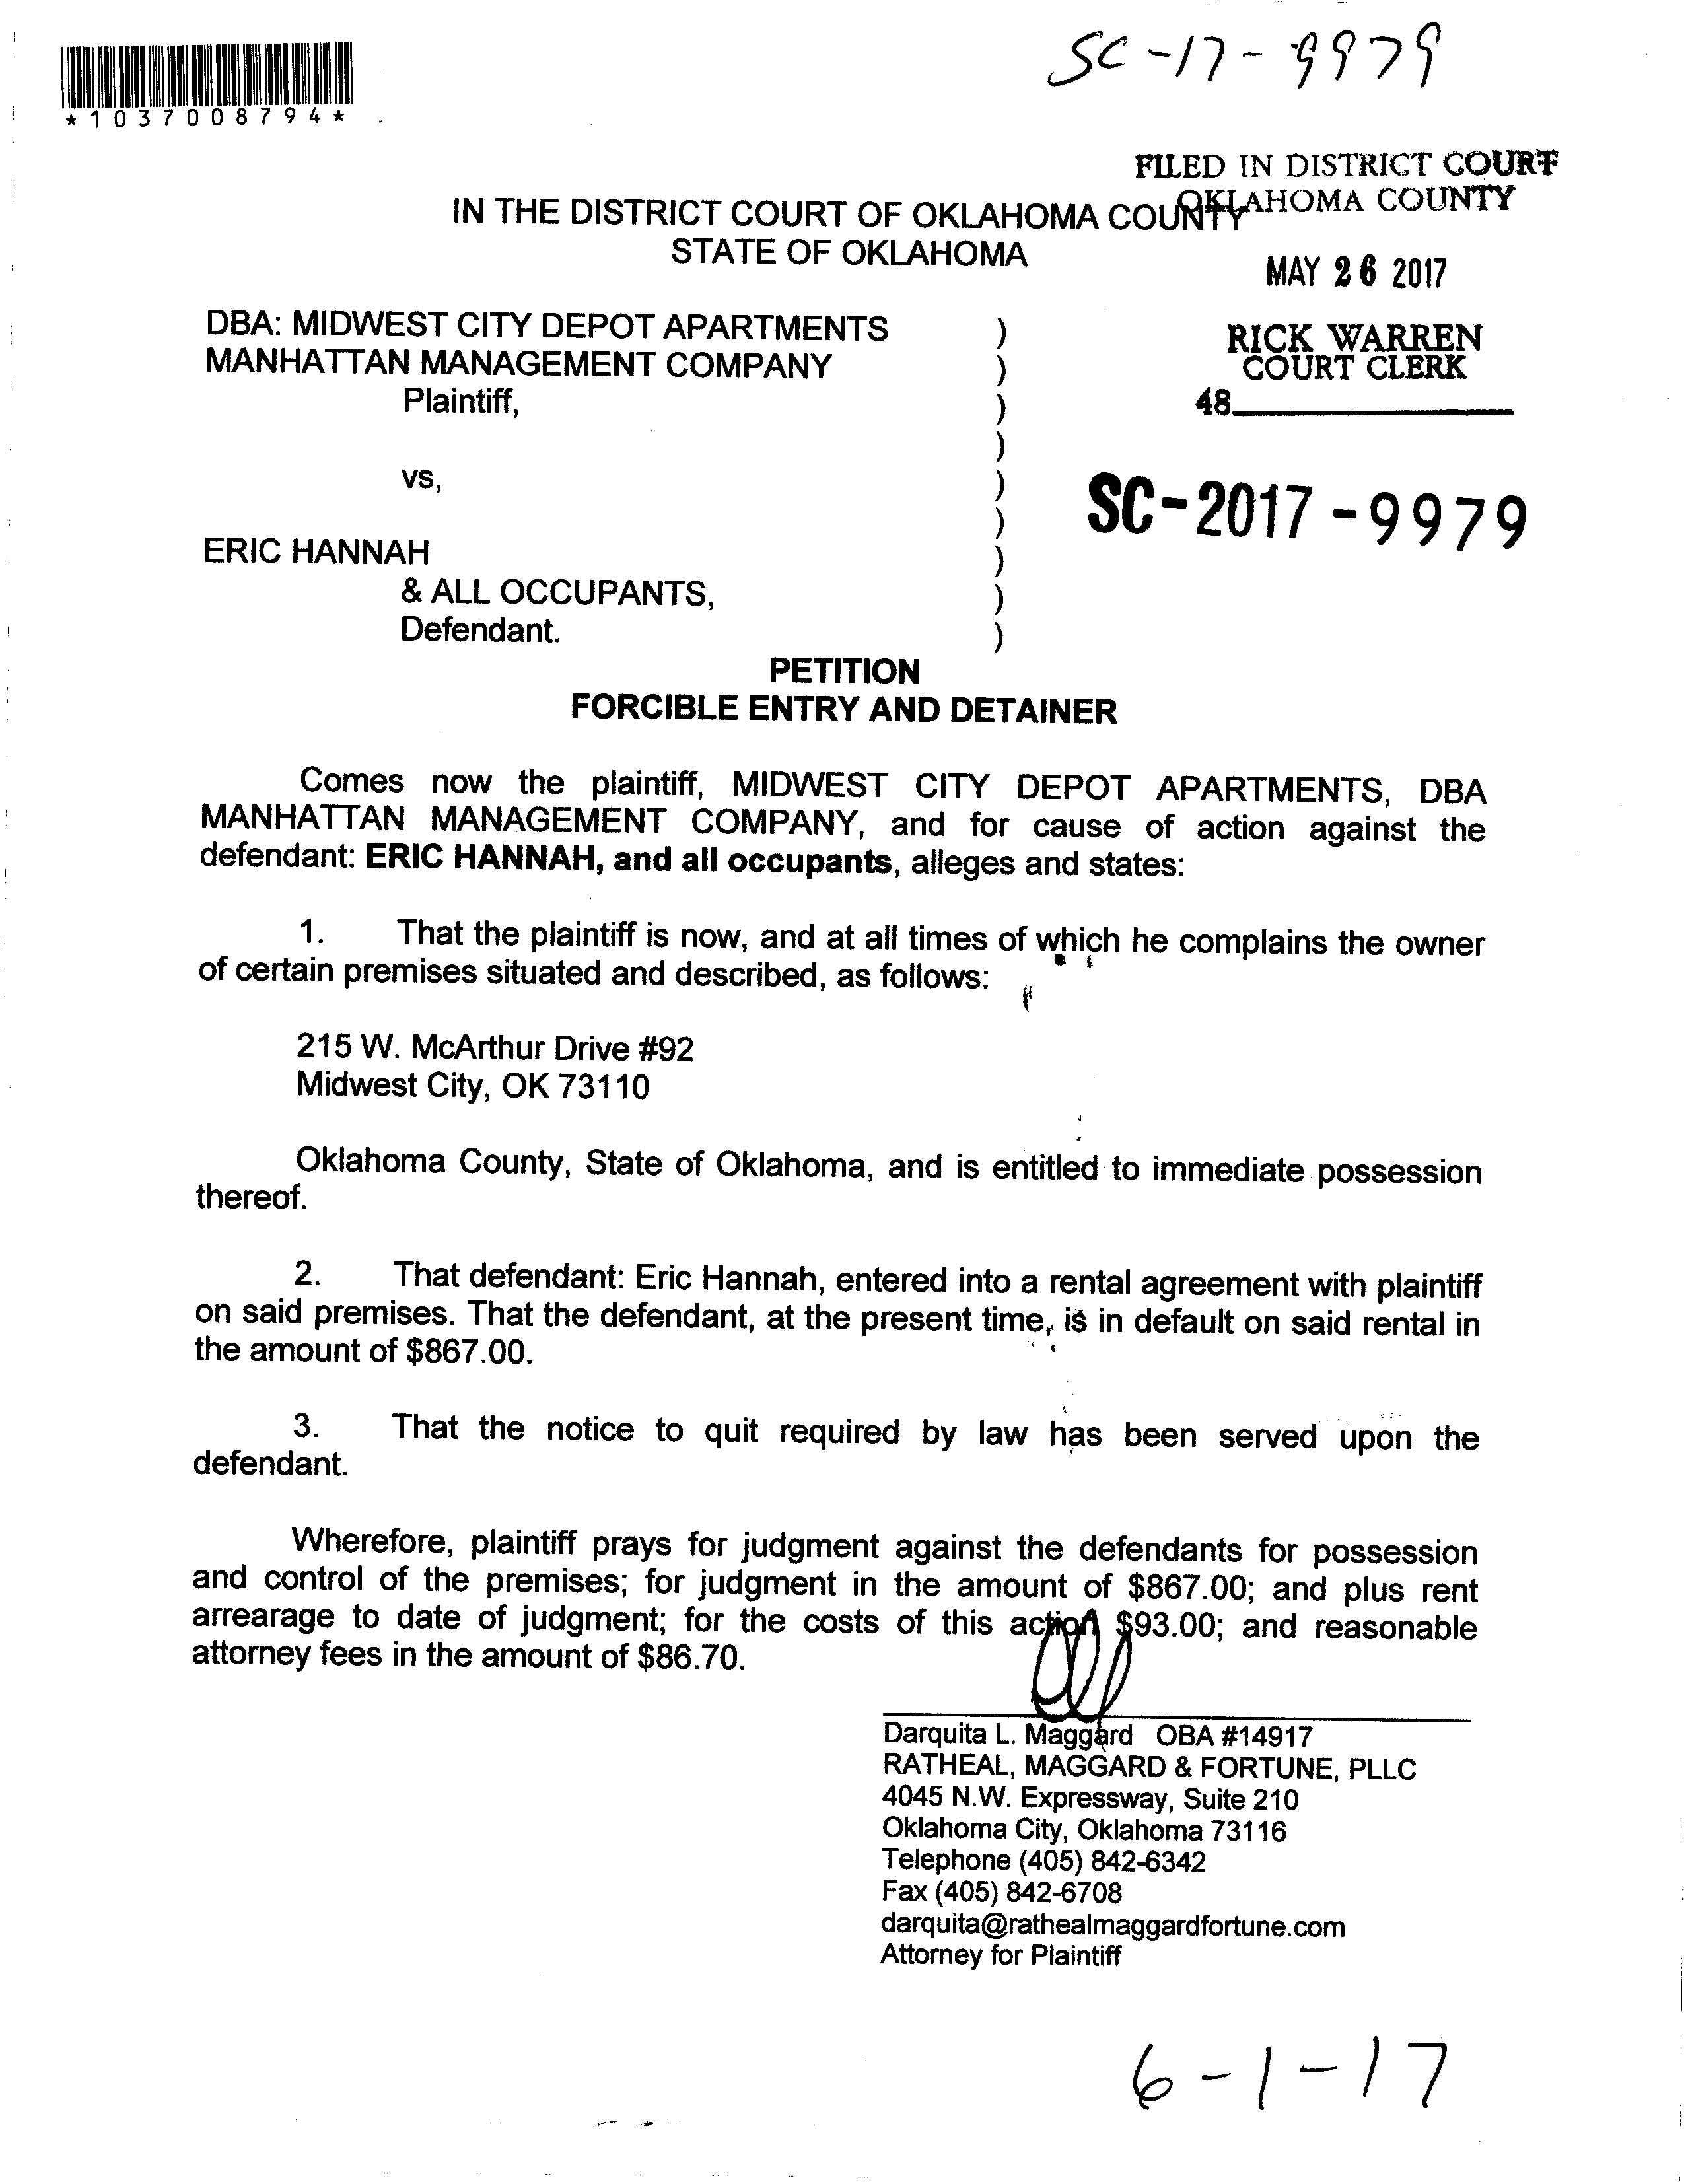 SC-17-9979
*1037008794*
FILED IN DISTRICT COURT
OKLAHOMA COUNTY
IN THE DISTRICT COURT OF OKLAHOMA COUNTY
STATE OF OKLAHOMA
MAY 26 2017
DBA: MIDWEST CITY DEPOT APARTMENTS )
MANHATTAN MANAGEMENT COMPANY )
Plaintiff, )
)
RICK WARREN
COURT CLERK
48
vs, )
)
SC-2017-9979
ERIC HANNAH )
& ALL OCCUPANTS, )
Defendant. )
PETITION
FORCIBLE ENTRY AND DETAINER
Comes now the plaintiff, MIDWEST CITY DEPOT APARTMENTS, DBA
MANHATTAN MANAGEMENT COMPANY, and for cause of action against the
defendant: ERIC HANNAH, and all occupants, alleges and states:
1. That the plaintiff is now, and at all times of which he complains the owner
of certain premises situated and described, as follows:
215 W. McArthur Drive #92
Midwest City, OK 73110
Oklahoma County, State of Oklahoma, and is entitled to immediate possession
thereof.
2. That defendant: Eric Hannah, entered into a rental agreement with plaintiff
on said premises. That the defendant, at the present time, is in default on said rental in
the amount of $867.00.
3. That the notice to quit required by law has been served upon the
defendant.
Wherefore, plaintiff prays for judgment against the defendants for possession
and control of the premises; for judgment in the amount of $867.00; and plus rent
arrearage to date of judgment; for the costs of this action $93.00; and reasonable
attorney fees in the amount of $86.70.
Darquita L. Maggard OBA #14917
RATHEAL, MAGGARD & FORTUNE, PLLC
4045 N.W. Expressway, Suite 210
Oklahoma City, Oklahoma 73116
Telephone (405) 842-6342
Fax (405) 842-6708
darquita@rathealmaggardfortune.com
Attorney for Plaintiff
6-1-17